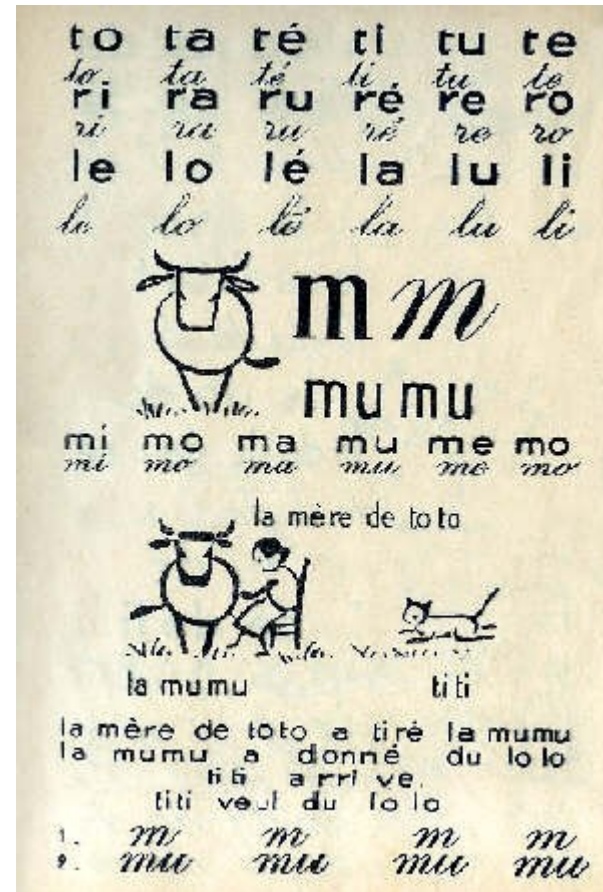 to ta té ti tu te
to ta té ti tu te
ri ra ru ré re ro
ri ra ru ré re ro
le lo lé la lu li
le lo lé la lu li
m m
mu mu
mi mo ma mu me mo
mi mo ma mu me mo
la mère de to to
la mumu titi
la mère de toto a tiré la mumu
la mumu a donné du lolo
titi arrive
titi veut du lolo
1. m m m m
2. mu mu mu mu